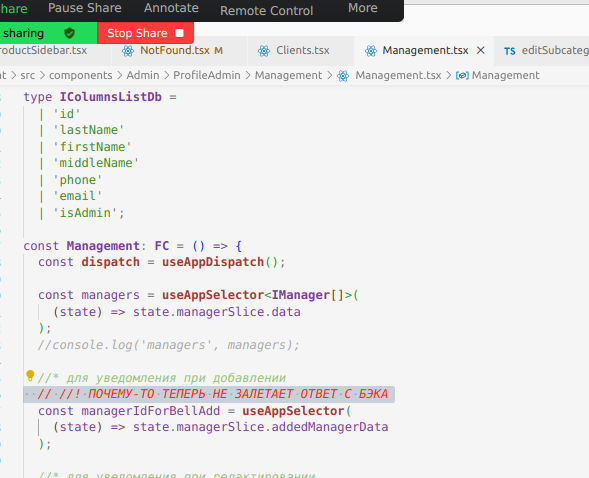 hare Pause Share Annotate Remote Control More
sharing Stop Share
roductSidebar.tsx NotFound.tsx M Clients.tsx Management.tsx editSubcateg
nt > src > components > Admin > ProfileAdmin > Management > Management.tsx > Management
type IColumnsListDb =
| 'id'
| 'lastName'
| 'firstName'
| 'middleName'
| 'phone'
| 'email'
| 'isAdmin';
const Management: FC = () => {
const dispatch = useAppDispatch();
const managers = useAppSelector<IManager[]>(
(state) => state.managerSlice.data
);
//console.log('managers', managers);
//* для уведомления при добавлении
// //! ПОЧЕМУ-ТО ТЕПЕРЬ НЕ ЗАЛЕТАЕТ ОТВЕТ С БЭКА
const managerIdForBellAdd = useAppSelector(
(state) => state.managerSlice.addedManagerData
);
//* для уведомления при редактировании